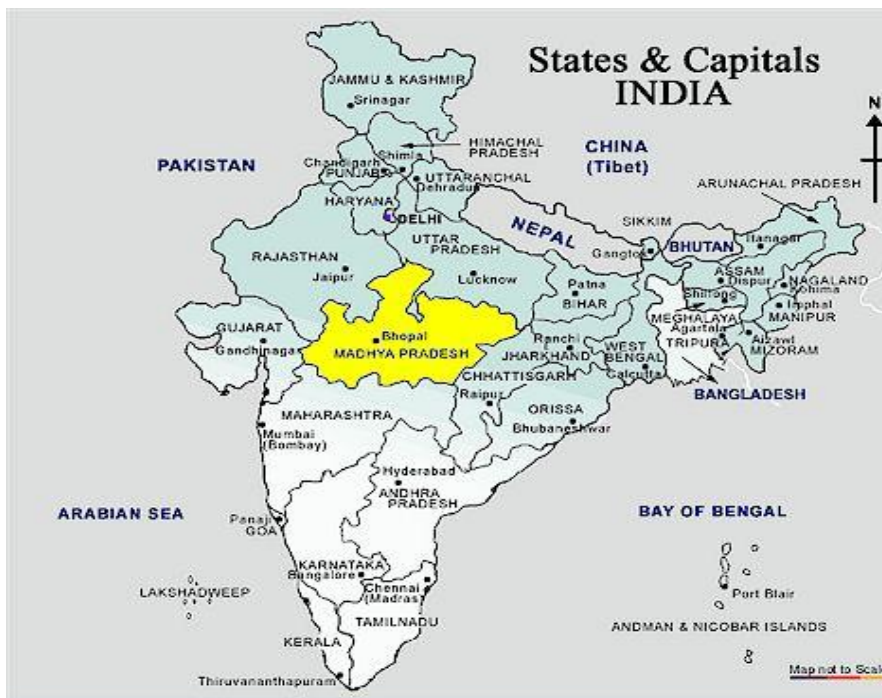 States & Capitals
INDIA
N
JAMMU & KASHMIR
Srinagar
HIMACHAL
PRADESH
CHINA
(Tibet)
PAKISTAN
Shimla
Chandigarh
PUNJAB
UTTARANCHAL
Dehradun
ARUNACHAL PRADESH
HARYANA
DELHI
NEPAL
SIKKIM
Gangtok
BHUTAN
Itanagar
UTTAR
PRADESH
RAJASTHAN
Jaipur
Lucknow
Patna
BIHAR
ASSAM
Dispur
NAGALAND
Kohima
Shillong
MEGHALAYA
Imphal
MANIPUR
GUJARAT
Gandhinagar
Bhopal
MADHYA PRADESH
Ranchi
JHARKHAND
WEST
BENGAL
Calcutta
Agartala
TRIPURA
Aizawl
MIZORAM
CHHATTISGARH
Raipur
BANGLADESH
MAHARASHTRA
ORISSA
Bhubaneshwar
Mumbai
(Bombay)
Hyderabad
ANDHRA
PRADESH
ARABIAN SEA
BAY OF BENGAL
Panaji
GOA
KARNATAKA
Bangalore
Chennai
(Madras)
LAKSHADWEEP
Port Blair
TAMILNADU
ANDMAN & NICOBAR ISLANDS
KERALA
Thiruvananthapuram
Map not to Scale